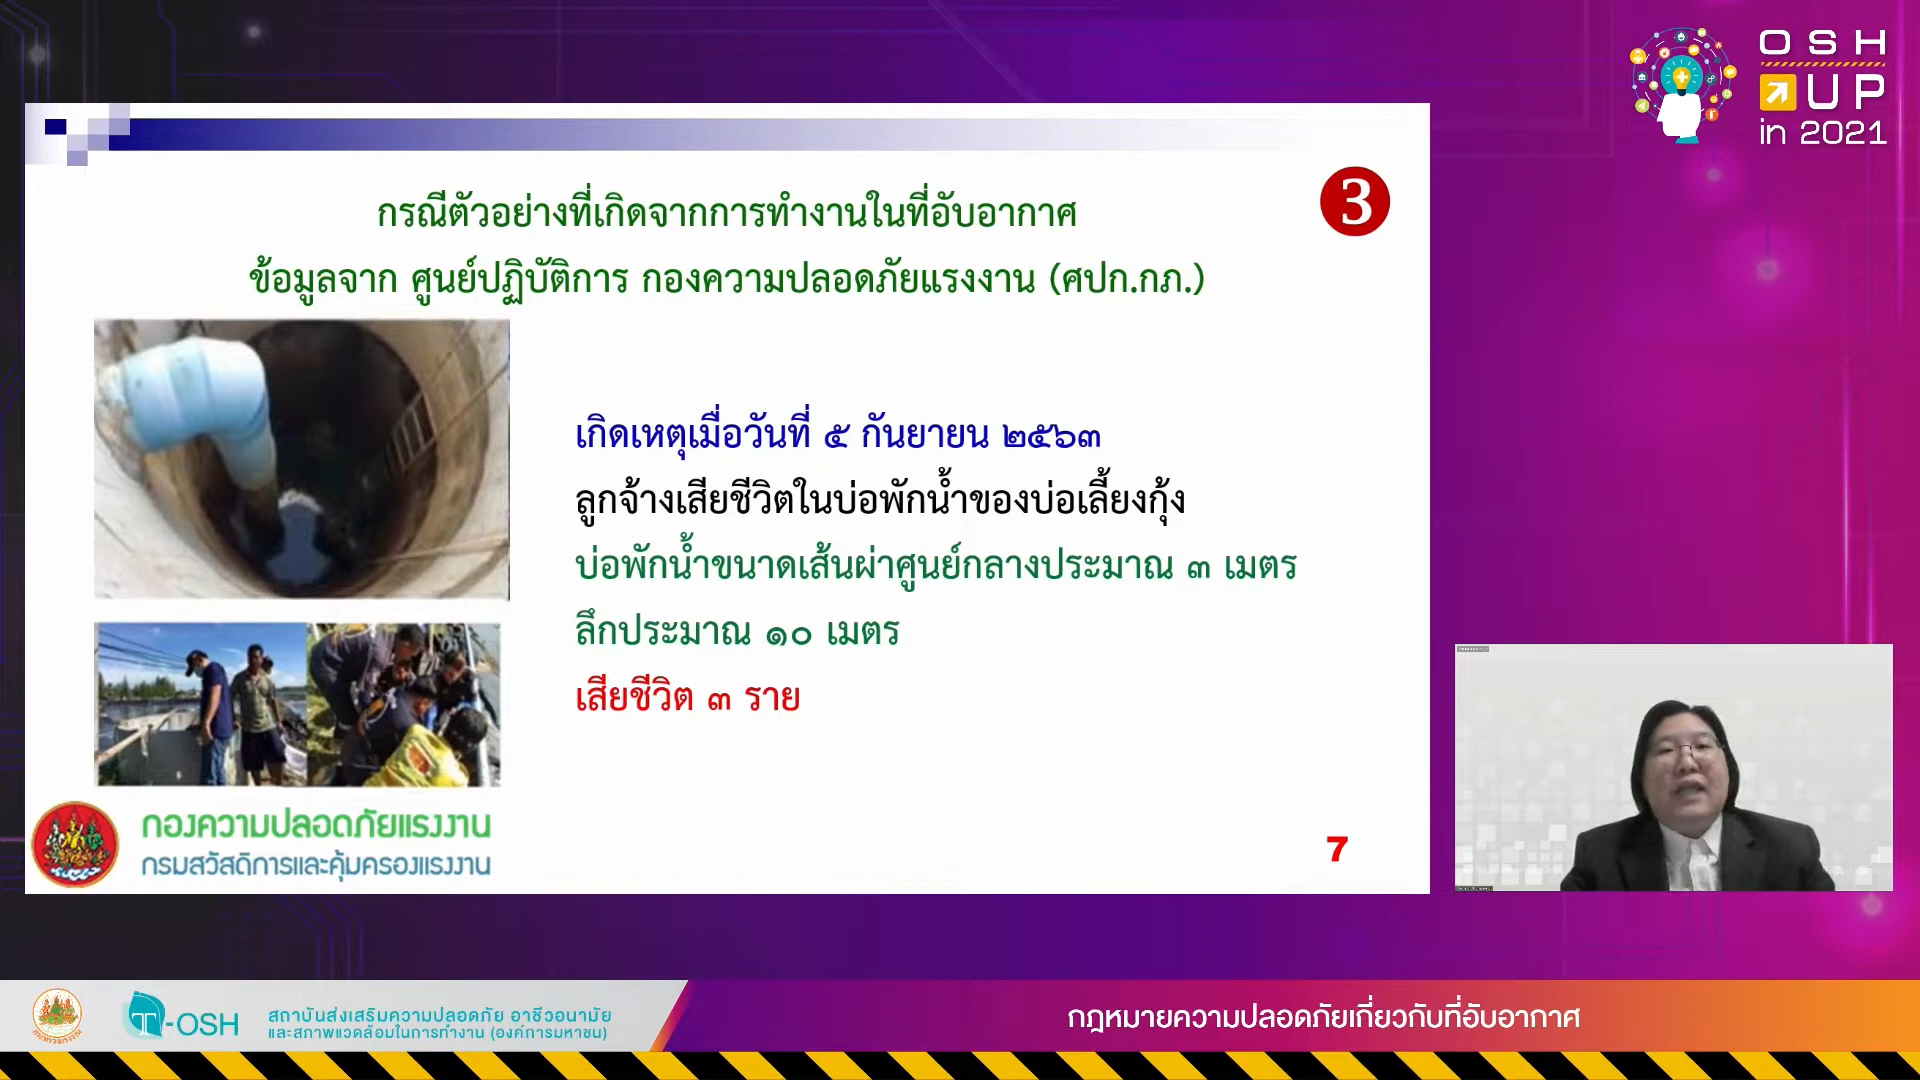 OSH
UP
in 2021
กรณีตัวอย่างที่เกิดจากการทำงานในที่อับอากาศ
3
ข้อมูลจาก ศูนย์ปฏิบัติการ กองความปลอดภัยแรงงาน (ศปก.กภ.)
เกิดเหตุเมื่อวันที่ ๕ กันยายน ๒๕๖๓
ลูกจ้างเสียชีวิตในบ่อพักน้ำของบ่อเลี้ยงกุ้ง
บ่อพักน้ำขนาดเส้นผ่าศูนย์กลางประมาณ ๓ เมตร
ลึกประมาณ ๑๐ เมตร
เสียชีวิต ๓ ราย
กองความปลอดภัยแรงงาน
กรมสวัสดิการและคุ้มครองแรงงาน
7
T-OSH
สถาบันส่งเสริมความปลอดภัย อาชีวอนามัย
และสภาพแวดล้อมในการทำงาน (องค์การมหาชน)
กฎหมายความปลอดภัยเกี่ยวกับที่อับอากาศ